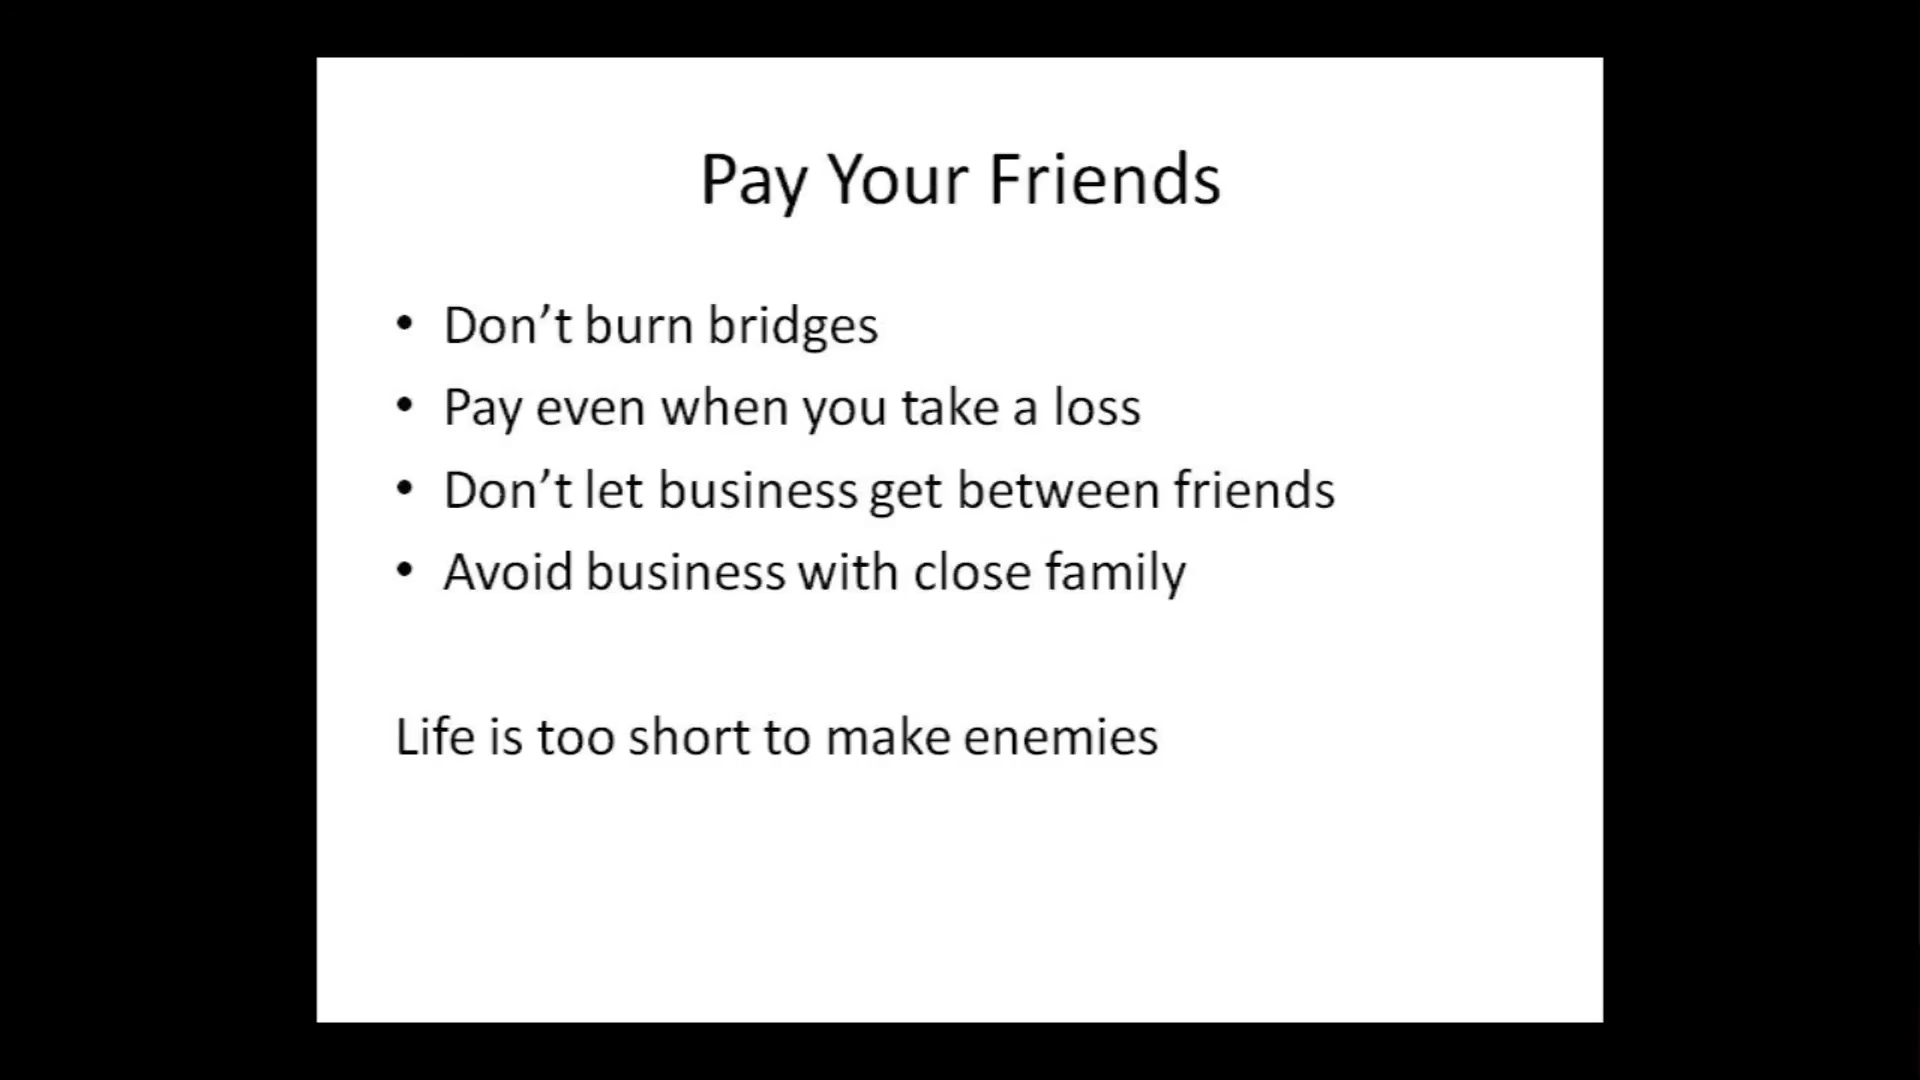 Pay Your Friends
• Don’t burn bridges
• Pay even when you take a loss
• Don’t let business get between friends
• Avoid business with close family
Life is too short to make enemies